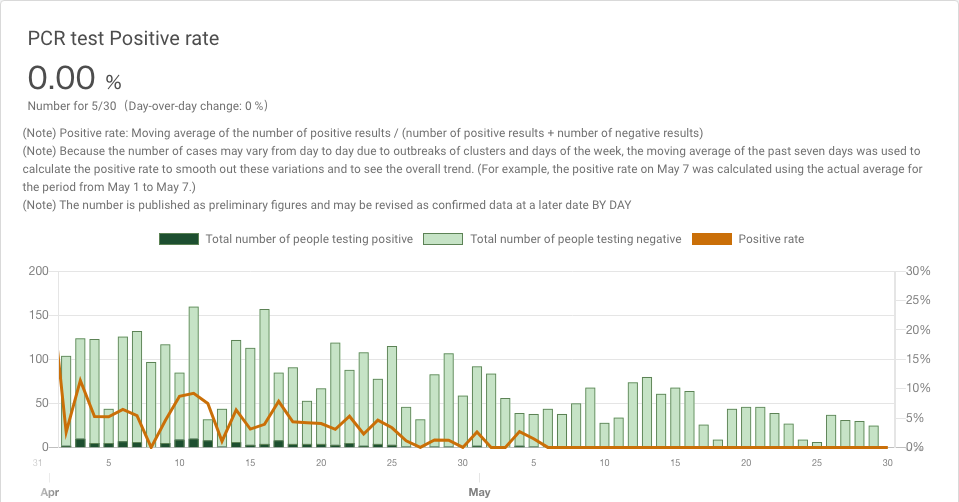 PCR test Positive rate
0.00 %
Number for 5/30 (Day-over-day change: 0 %)
(Note) Positive rate: Moving average of the number of positive results / (number of positive results + number of negative results)
(Note) Because the number of cases may vary from day to day due to outbreaks of clusters and days of the week, the moving average of the past seven days was used to
calculate the positive rate to smooth out these variations and to see the overall trend. (For example, the positive rate on May 7 was calculated using the actual average for
the period from May 1 to May 7.)
(Note) The number is published as preliminary figures and may be revised as confirmed data at a later date BY DAY
Total number of people testing positive Total number of people testing negative Positive rate
200 30%
25%
150 20%
100 15%
10%
50 5%
0 0%
31 5 10 15 20 25 30 5 10 15 20 25 30
Apr May